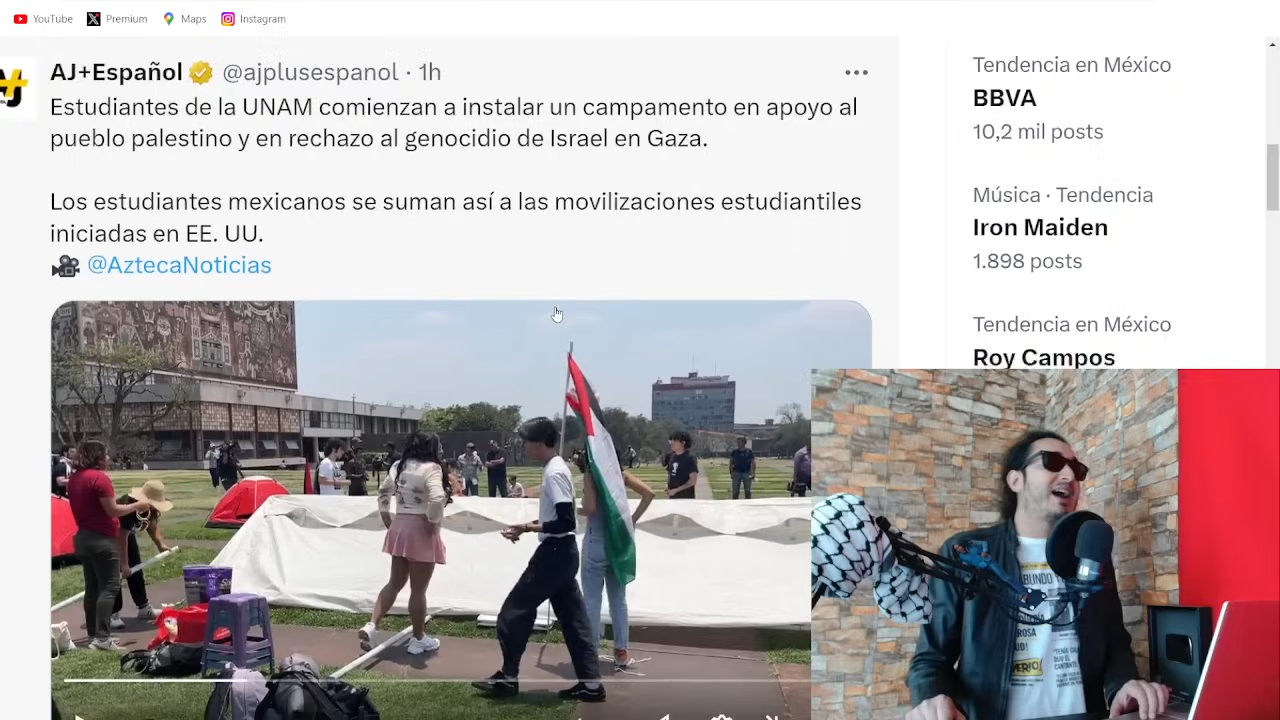 YouTube Premium Maps Instagram
AJ+Español @ajplusespanol · 1h
Estudiantes de la UNAM comienzan a instalar un campamento en apoyo al
pueblo palestino y en rechazo al genocidio de Israel en Gaza.
Los estudiantes mexicanos se suman así a las movilizaciones estudiantiles
iniciadas en EE. UU.
@AztecaNoticias
Tendencia en México
BBVA
10,2 mil posts
Música · Tendencia
Iron Maiden
1.898 posts
Tendencia en México
Roy Campos